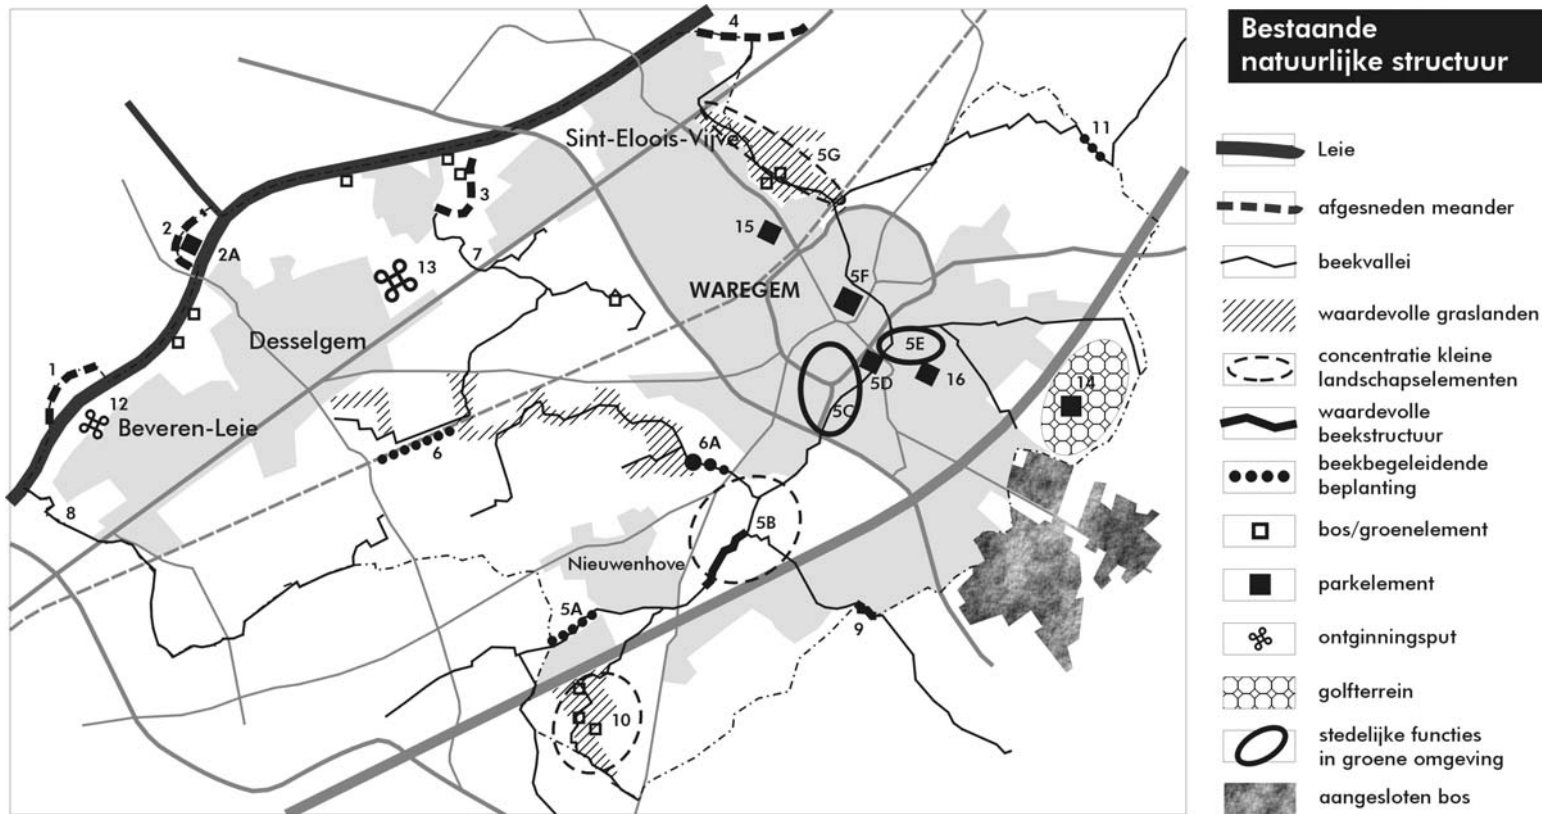 4
11
Sint-Eloois-Vijve
5G
3
2
2A
15
7
13
WAREGEM
5F
Desselgem
5E
1
5D
16
14
12
5C
Beveren-Leie
6
6A
8
5B
Nieuwenhove
5A
9
10
Bestaande
natuurlijke structuur
Leie
afgesneden meander
beekvallei
waardevolle graslanden
concentratie kleine
landschapselementen
waardevolle
beekstructuur
beekbegeleidende
beplanting
bos/groenelement
parkelement
ontginningsput
golfterrein
stedelijke functies
in groene omgeving
aangesloten bos